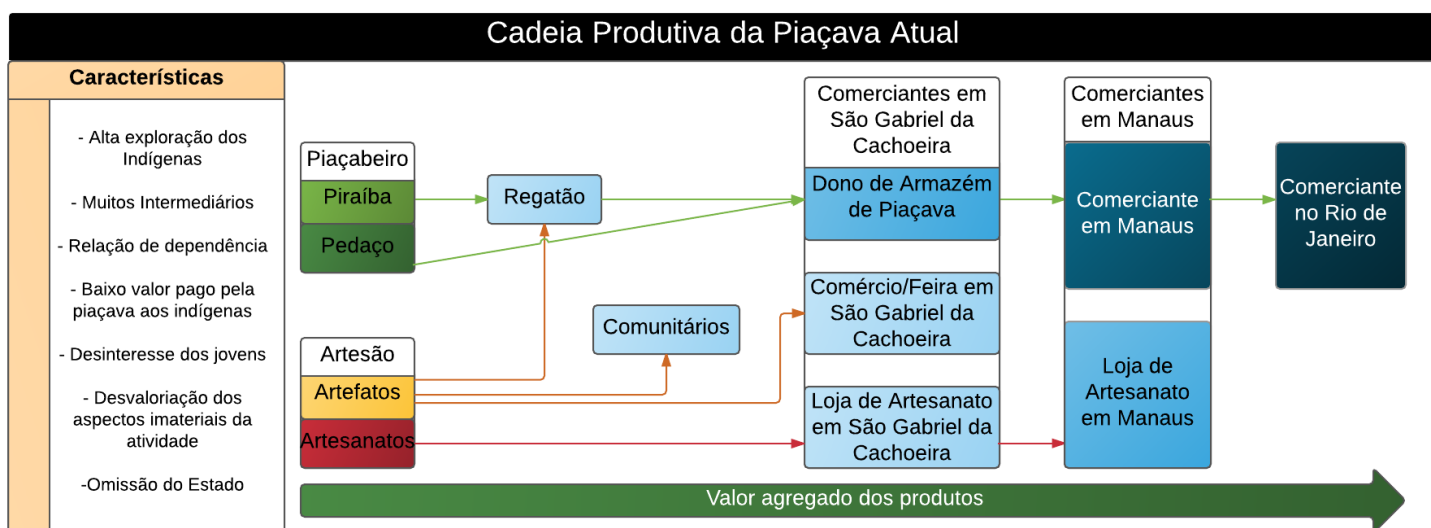 Cadeia Produtiva da Piaçava Atual
Características
- Alta exploração dos
Indígenas
- Muitos Intermediários
- Relação de dependência
- Baixo valor pago pela
piaçava aos indígenas
- Desinteresse dos jovens
- Desvaloriação dos
aspectos imateriais da
atividade
-Omissão do Estado
Piaçabeiro
Piraíba
Pedaço
Artesão
Artefatos
Artesanatos
Regatão
Comunitários
Comerciantes em
São Gabriel da
Cachoeira
Dono de Armazém
de Piaçava
Comércio/Feira em
São Gabriel da
Cachoeira
Loja de Artesanato
em São Gabriel da
Cachoeira
Comerciantes
em Manaus
Comerciante
em Manaus
Loja de
Artesanato
em Manaus
Comerciante
no Rio de
Janeiro
Valor agregado dos produtos